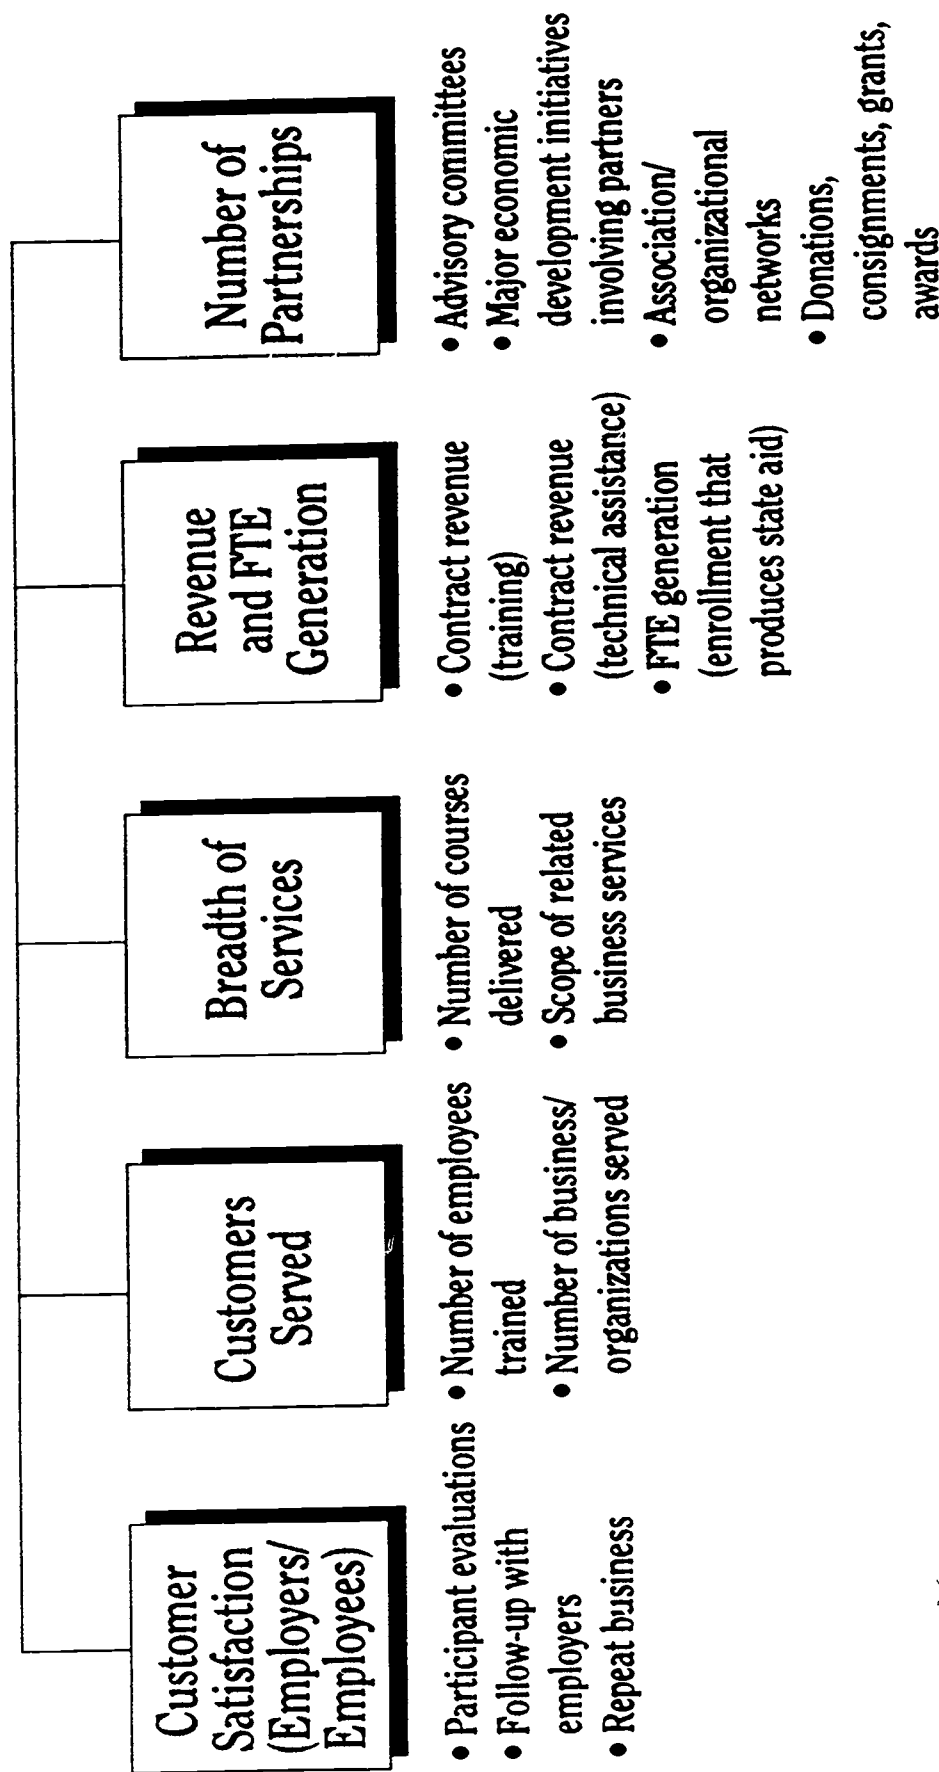 Customer
Satisfaction
(Employers/
Employees)
• Participant evaluations
• Follow-up with
employers
• Repeat business
Customers
Served
• Number of employees
trained
• Number of business/
organizations served
Breadth of
Services
• Number of courses
delivered
• Scope of related
business services
Revenue
and FTE
Generation
• Contract revenue
(training)
• Contract revenue
(technical assistance)
• FTE generation
(enrollment that
produces state aid)
Number of
Partnerships
• Advisory committees
• Major economic
development initiatives
involving partners
• Association/
organizational
networks
• Donations,
consignments, grants,
awards